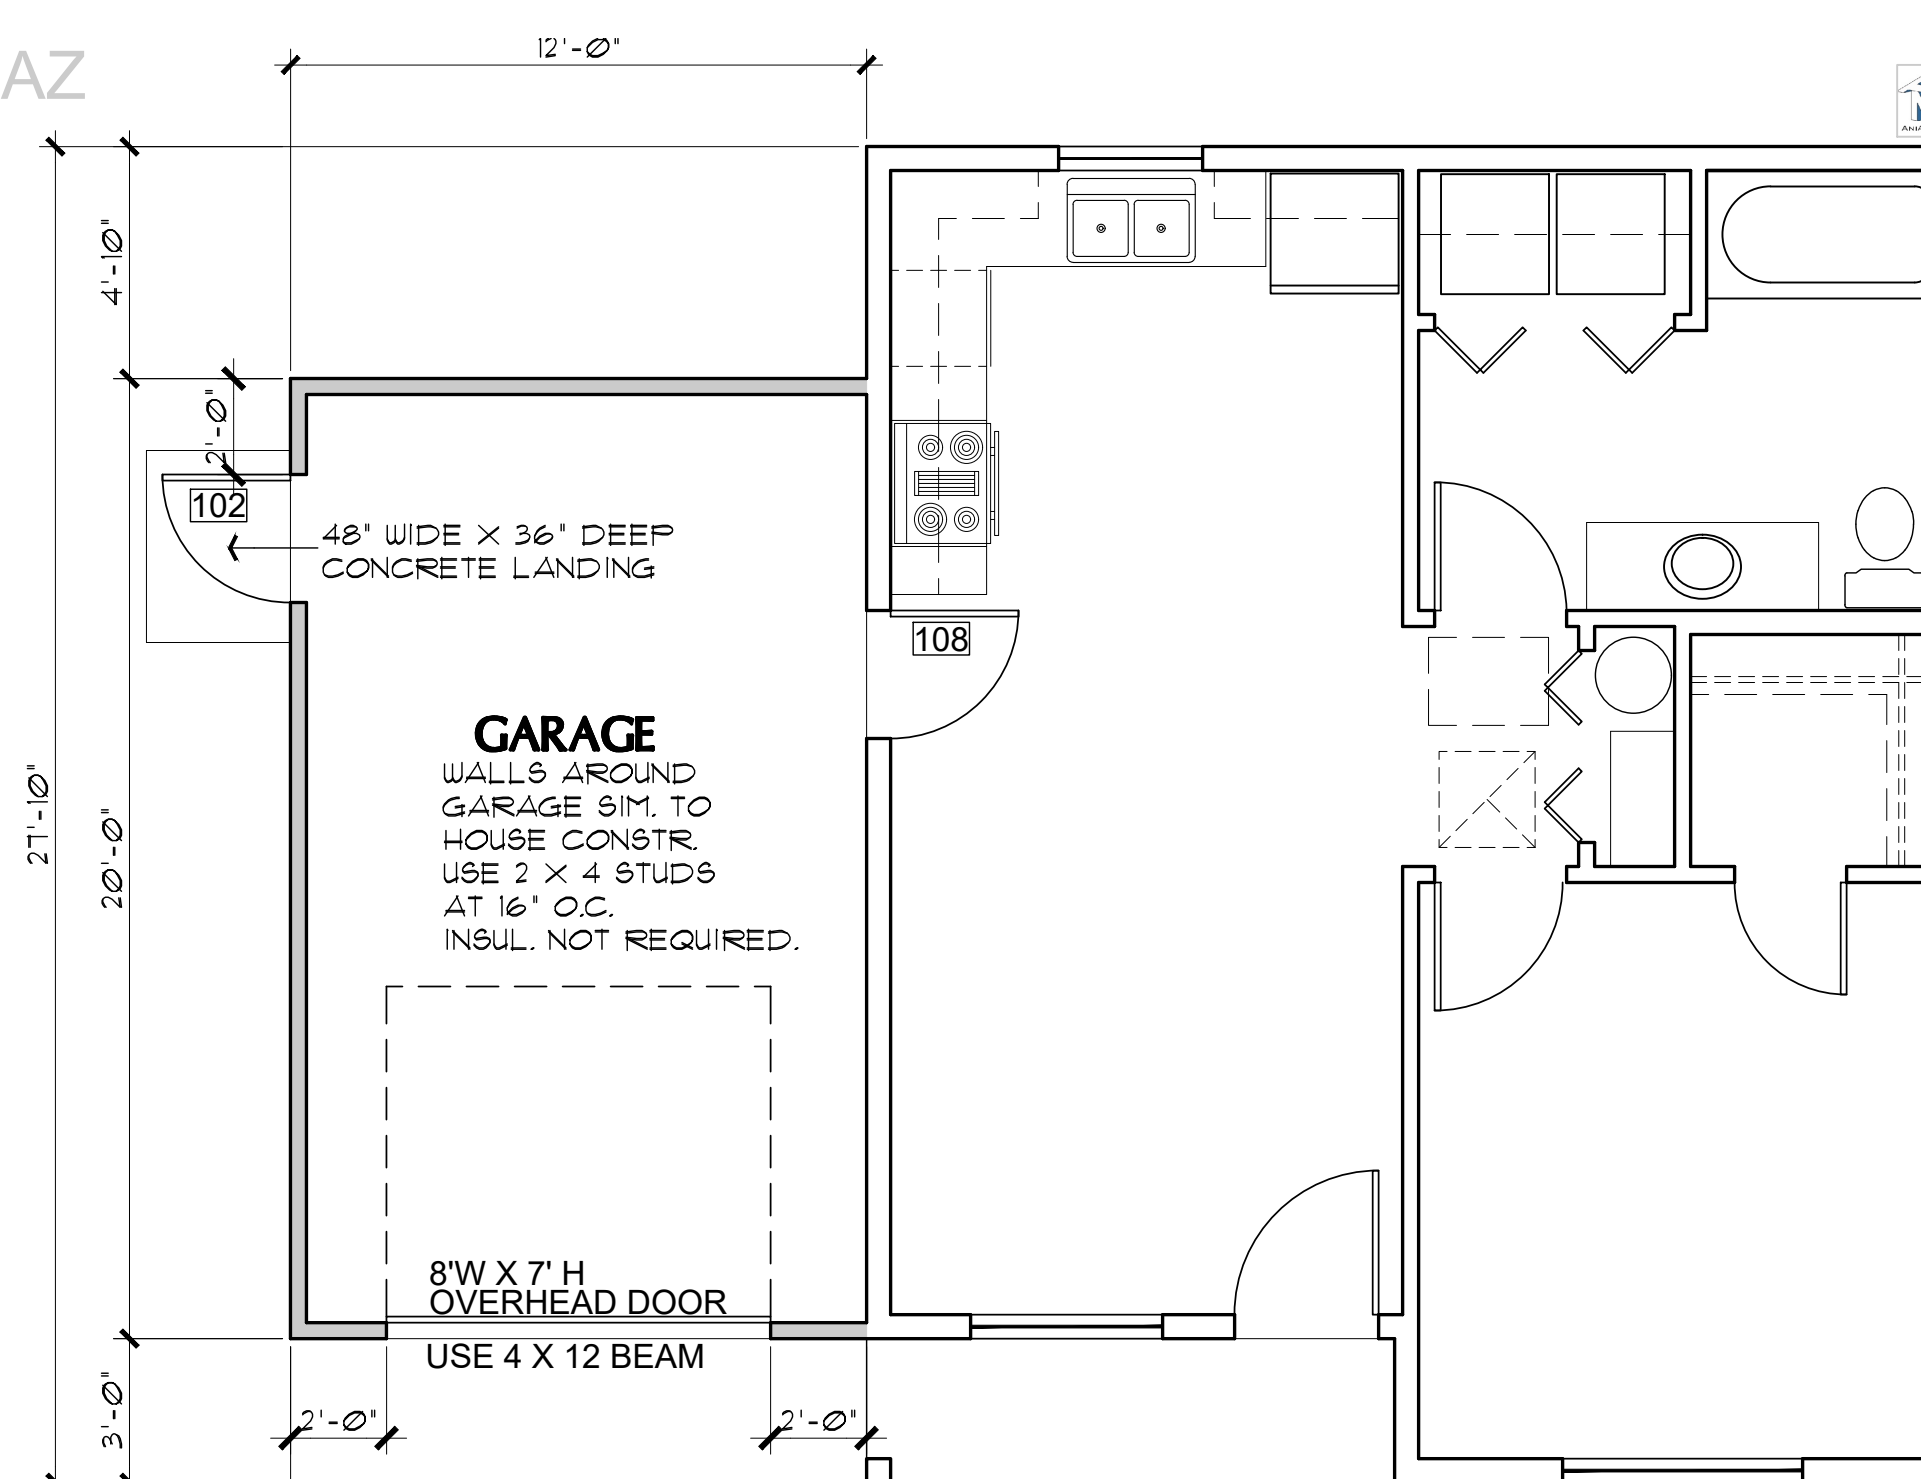 AZ
12'-0"
4'-10"
2'-0"
102
48" WIDE X 36" DEEP
CONCRETE LANDING
108
GARAGE
WALLS AROUND
GARAGE SIM. TO
HOUSE CONSTR.
USE 2 X 4 STUDS
AT 16" O.C.
INSUL. NOT REQUIRED.
27'-10"
20'-0"
8'W X 7' H
OVERHEAD DOOR
USE 4 X 12 BEAM
3'-0"
2'-0"
2'-0"